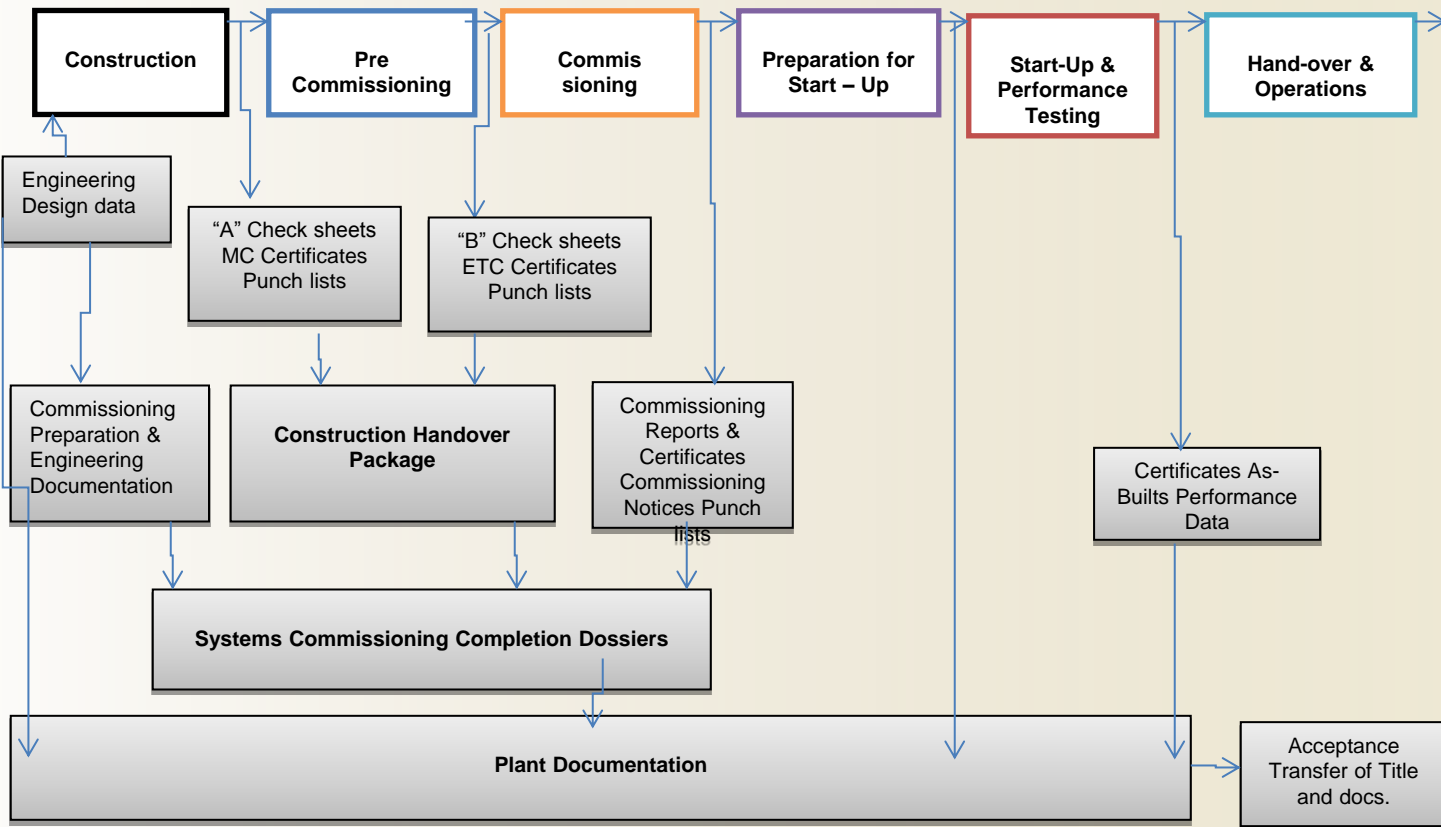 Construction
Pre
Commissioning
Commis
sioning
Preparation for
Start – Up
Start-Up &
Performance
Testing
Hand-over &
Operations
Engineering
Design data
“A” Check sheets
MC Certificates
Punch lists
“B” Check sheets
ETC Certificates
Punch lists
Commissioning
Preparation &
Engineering
Documentation
Construction Handover
Package
Commissioning
Reports &
Certificates
Commissioning
Notices Punch
lists
Certificates As-
Builts Performance
Data
Systems Commissioning Completion Dossiers
Plant Documentation
Acceptance
Transfer of Title
and docs.